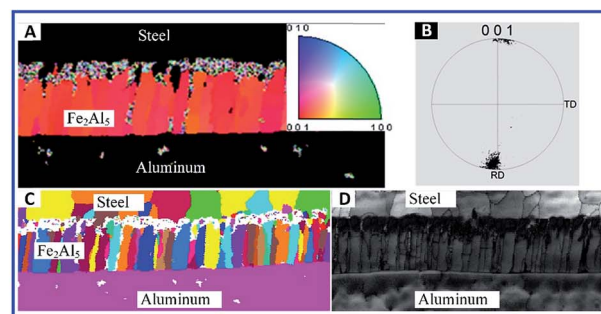 A
Steel
Fe₂Al₅
Aluminum
0 1 0
0 0 1
1 0 0
B
0 0 1
TD
RD
C
Steel
Fe₂Al₅
Aluminum
D
Steel
Aluminum